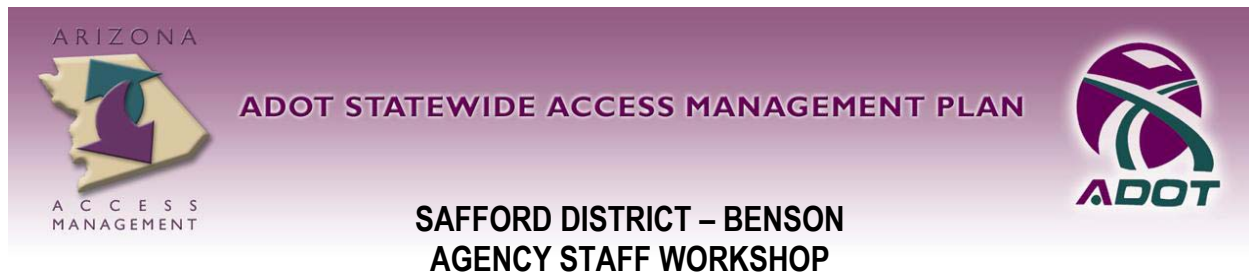 ARIZONA
ACCESS
MANAGEMENT
ADOT STATEWIDE ACCESS MANAGEMENT PLAN
ADOT
SAFFORD DISTRICT – BENSON
AGENCY STAFF WORKSHOP